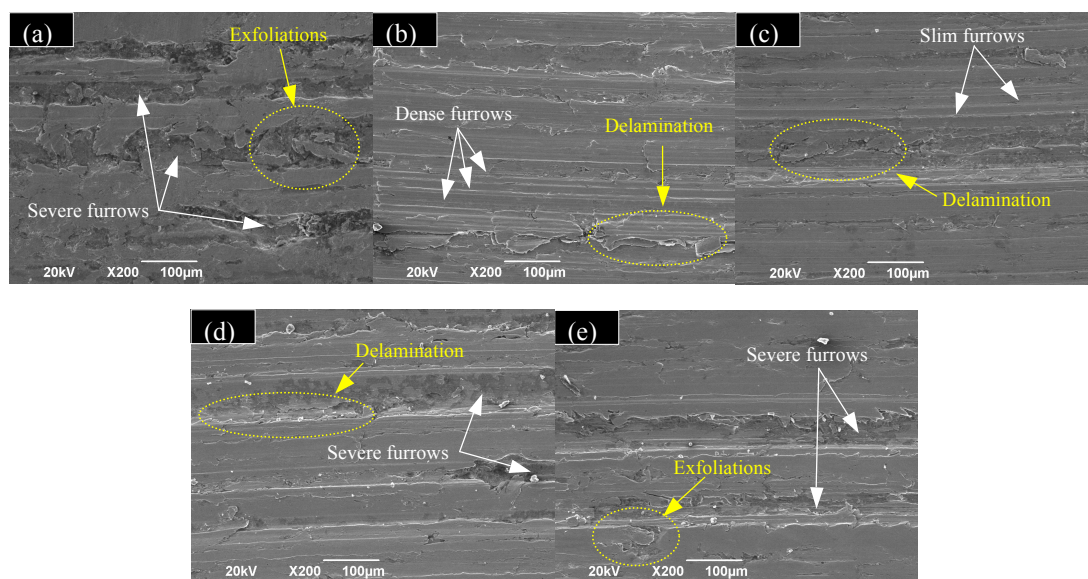 (a)
Exfoliations
Severe furrows
20kV X200 100μm
(b)
Dense furrows
Delamination
20kV X200 100μm
(c)
Slim furrows
Delamination
20kV X200 100μm
(d)
Delamination
Severe furrows
20kV X200 100μm
(e)
Severe furrows
Exfoliations
20kV X200 100μm